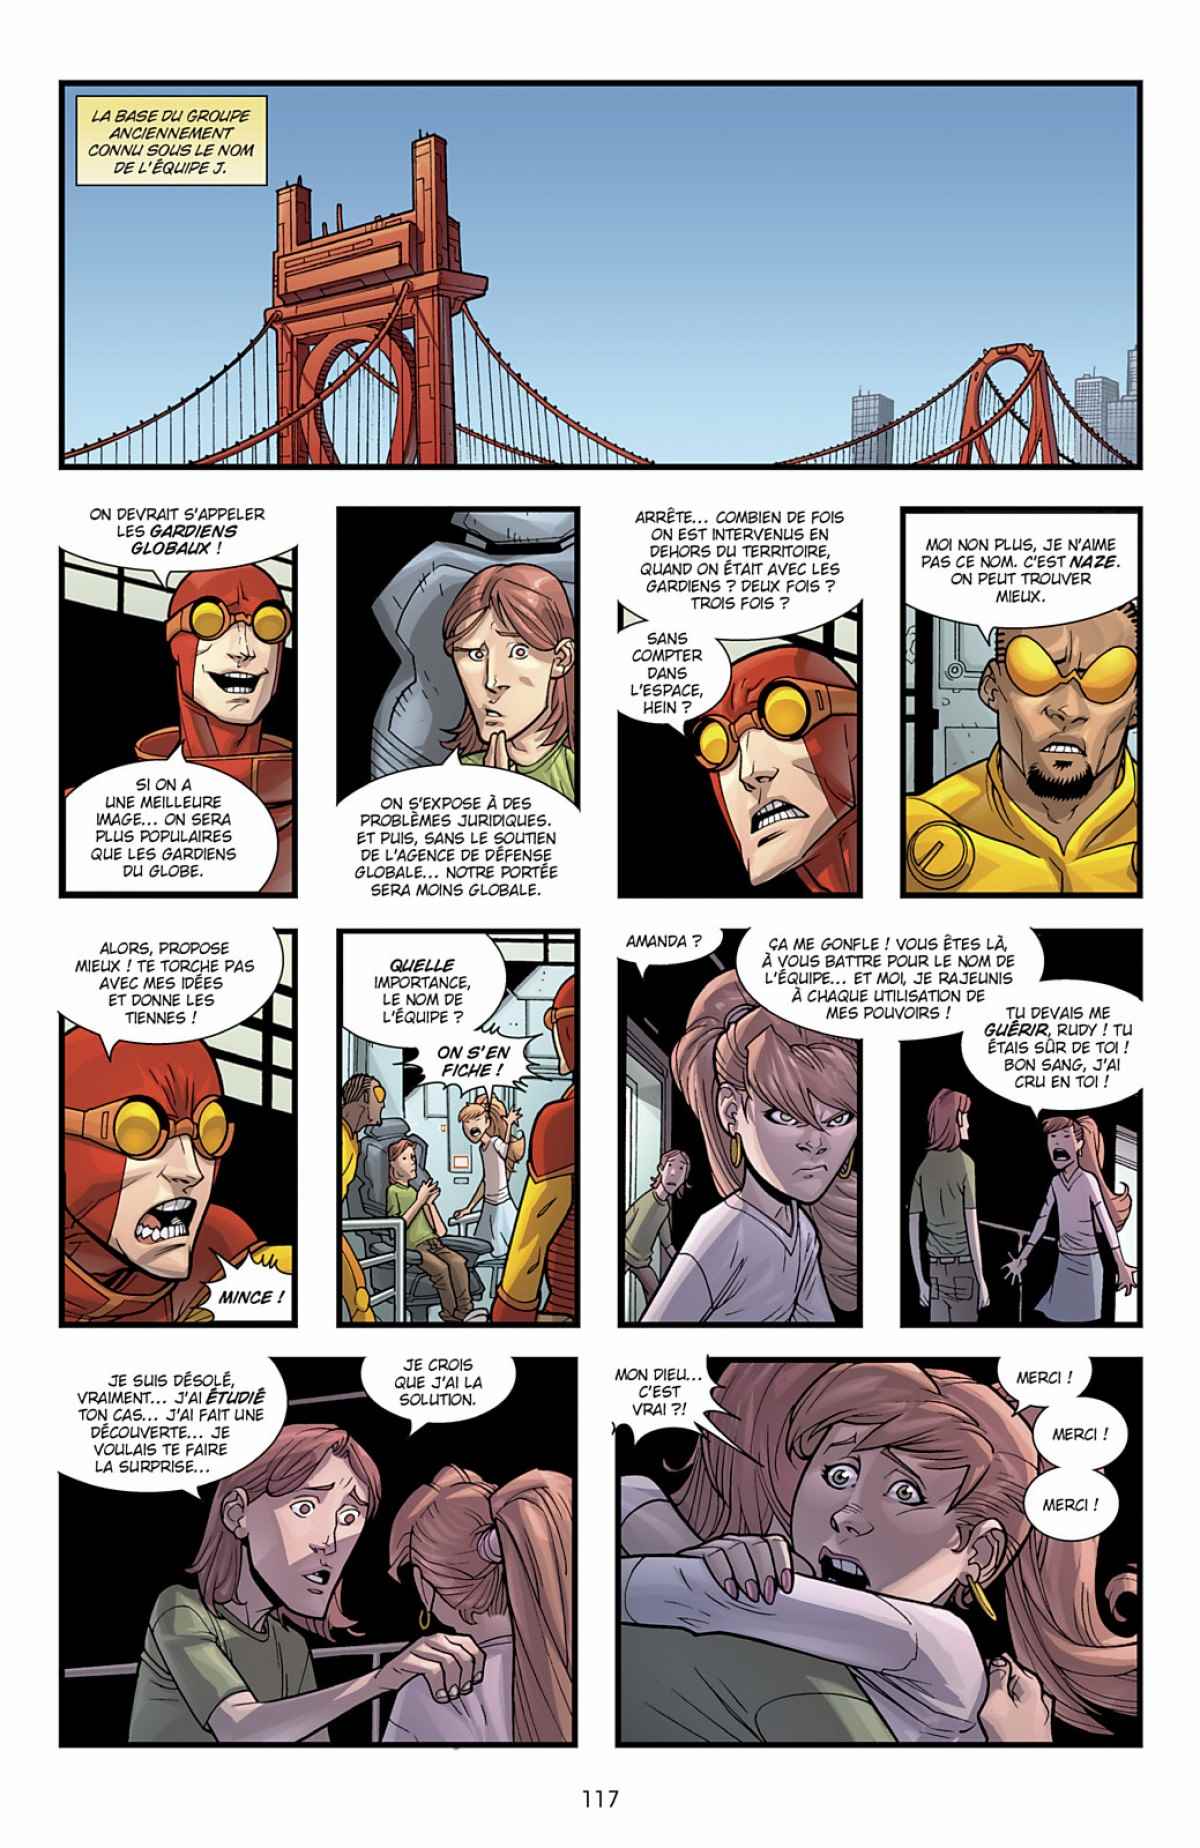 LA BASE DU GROUPE
ANCIENNEMENT
CONNU SOUS LE NOM
DE L'ÉQUIPE J.
ON DEVRAIT S'APPELER
LES GARDIENS
GLOBAUX !
SI ON A
UNE MEILLEURE
IMAGE... ON SERA
PLUS POPULAIRES
QUE LES GARDIENS
DU GLOBE.
ON S'EXPOSE À DES
PROBLÈMES JURIDIQUES.
ET PUIS, SANS LE SOUTIEN
DE L'AGENCE DE DÉFENSE
GLOBALE... NOTRE PORTÉE
SERA MOINS GLOBALE.
ARRÊTE... COMBIEN DE FOIS
ON EST INTERVENUS EN
DEHORS DU TERRITOIRE,
QUAND ON ÉTAIT AVEC LES
GARDIENS ? DEUX FOIS ?
TROIS FOIS ?
SANS
COMPTER
DANS
L'ESPACE,
HEIN ?
MOI NON PLUS, JE N'AIME
PAS CE NOM. C'EST NAZE.
ON PEUT TROUVER
MIEUX.
ALORS, PROPOSE
MIEUX ! TE TORCHE PAS
AVEC MES IDÉES
ET DONNE LES
TIENNES !
MINCE !
QUELLE
IMPORTANCE,
LE NOM DE
L'ÉQUIPE ?
ON S'EN
FICHE !
AMANDA ?
ÇA ME GONFLE ! VOUS ÊTES LÀ,
À VOUS BATTRE POUR LE NOM DE
L'ÉQUIPE... ET MOI, JE RAJEUNIS
À CHAQUE UTILISATION DE
MES POUVOIRS !
TU DEVAIS ME
GUÉRIR, RUDY ! TU
ÉTAIS SÛR DE TOI !
BON SANG, J'AI
CRU EN TOI !
JE SUIS DÉSOLÉ,
VRAIMENT... J'AI ÉTUDIÉ
TON CAS... J'AI FAIT UNE
DÉCOUVERTE... JE
VOULAIS TE FAIRE
LA SURPRISE...
JE CROIS
QUE J'AI LA
SOLUTION.
MON DIEU...
C'EST
VRAI ?!
MERCI !
MERCI !
MERCI !
117